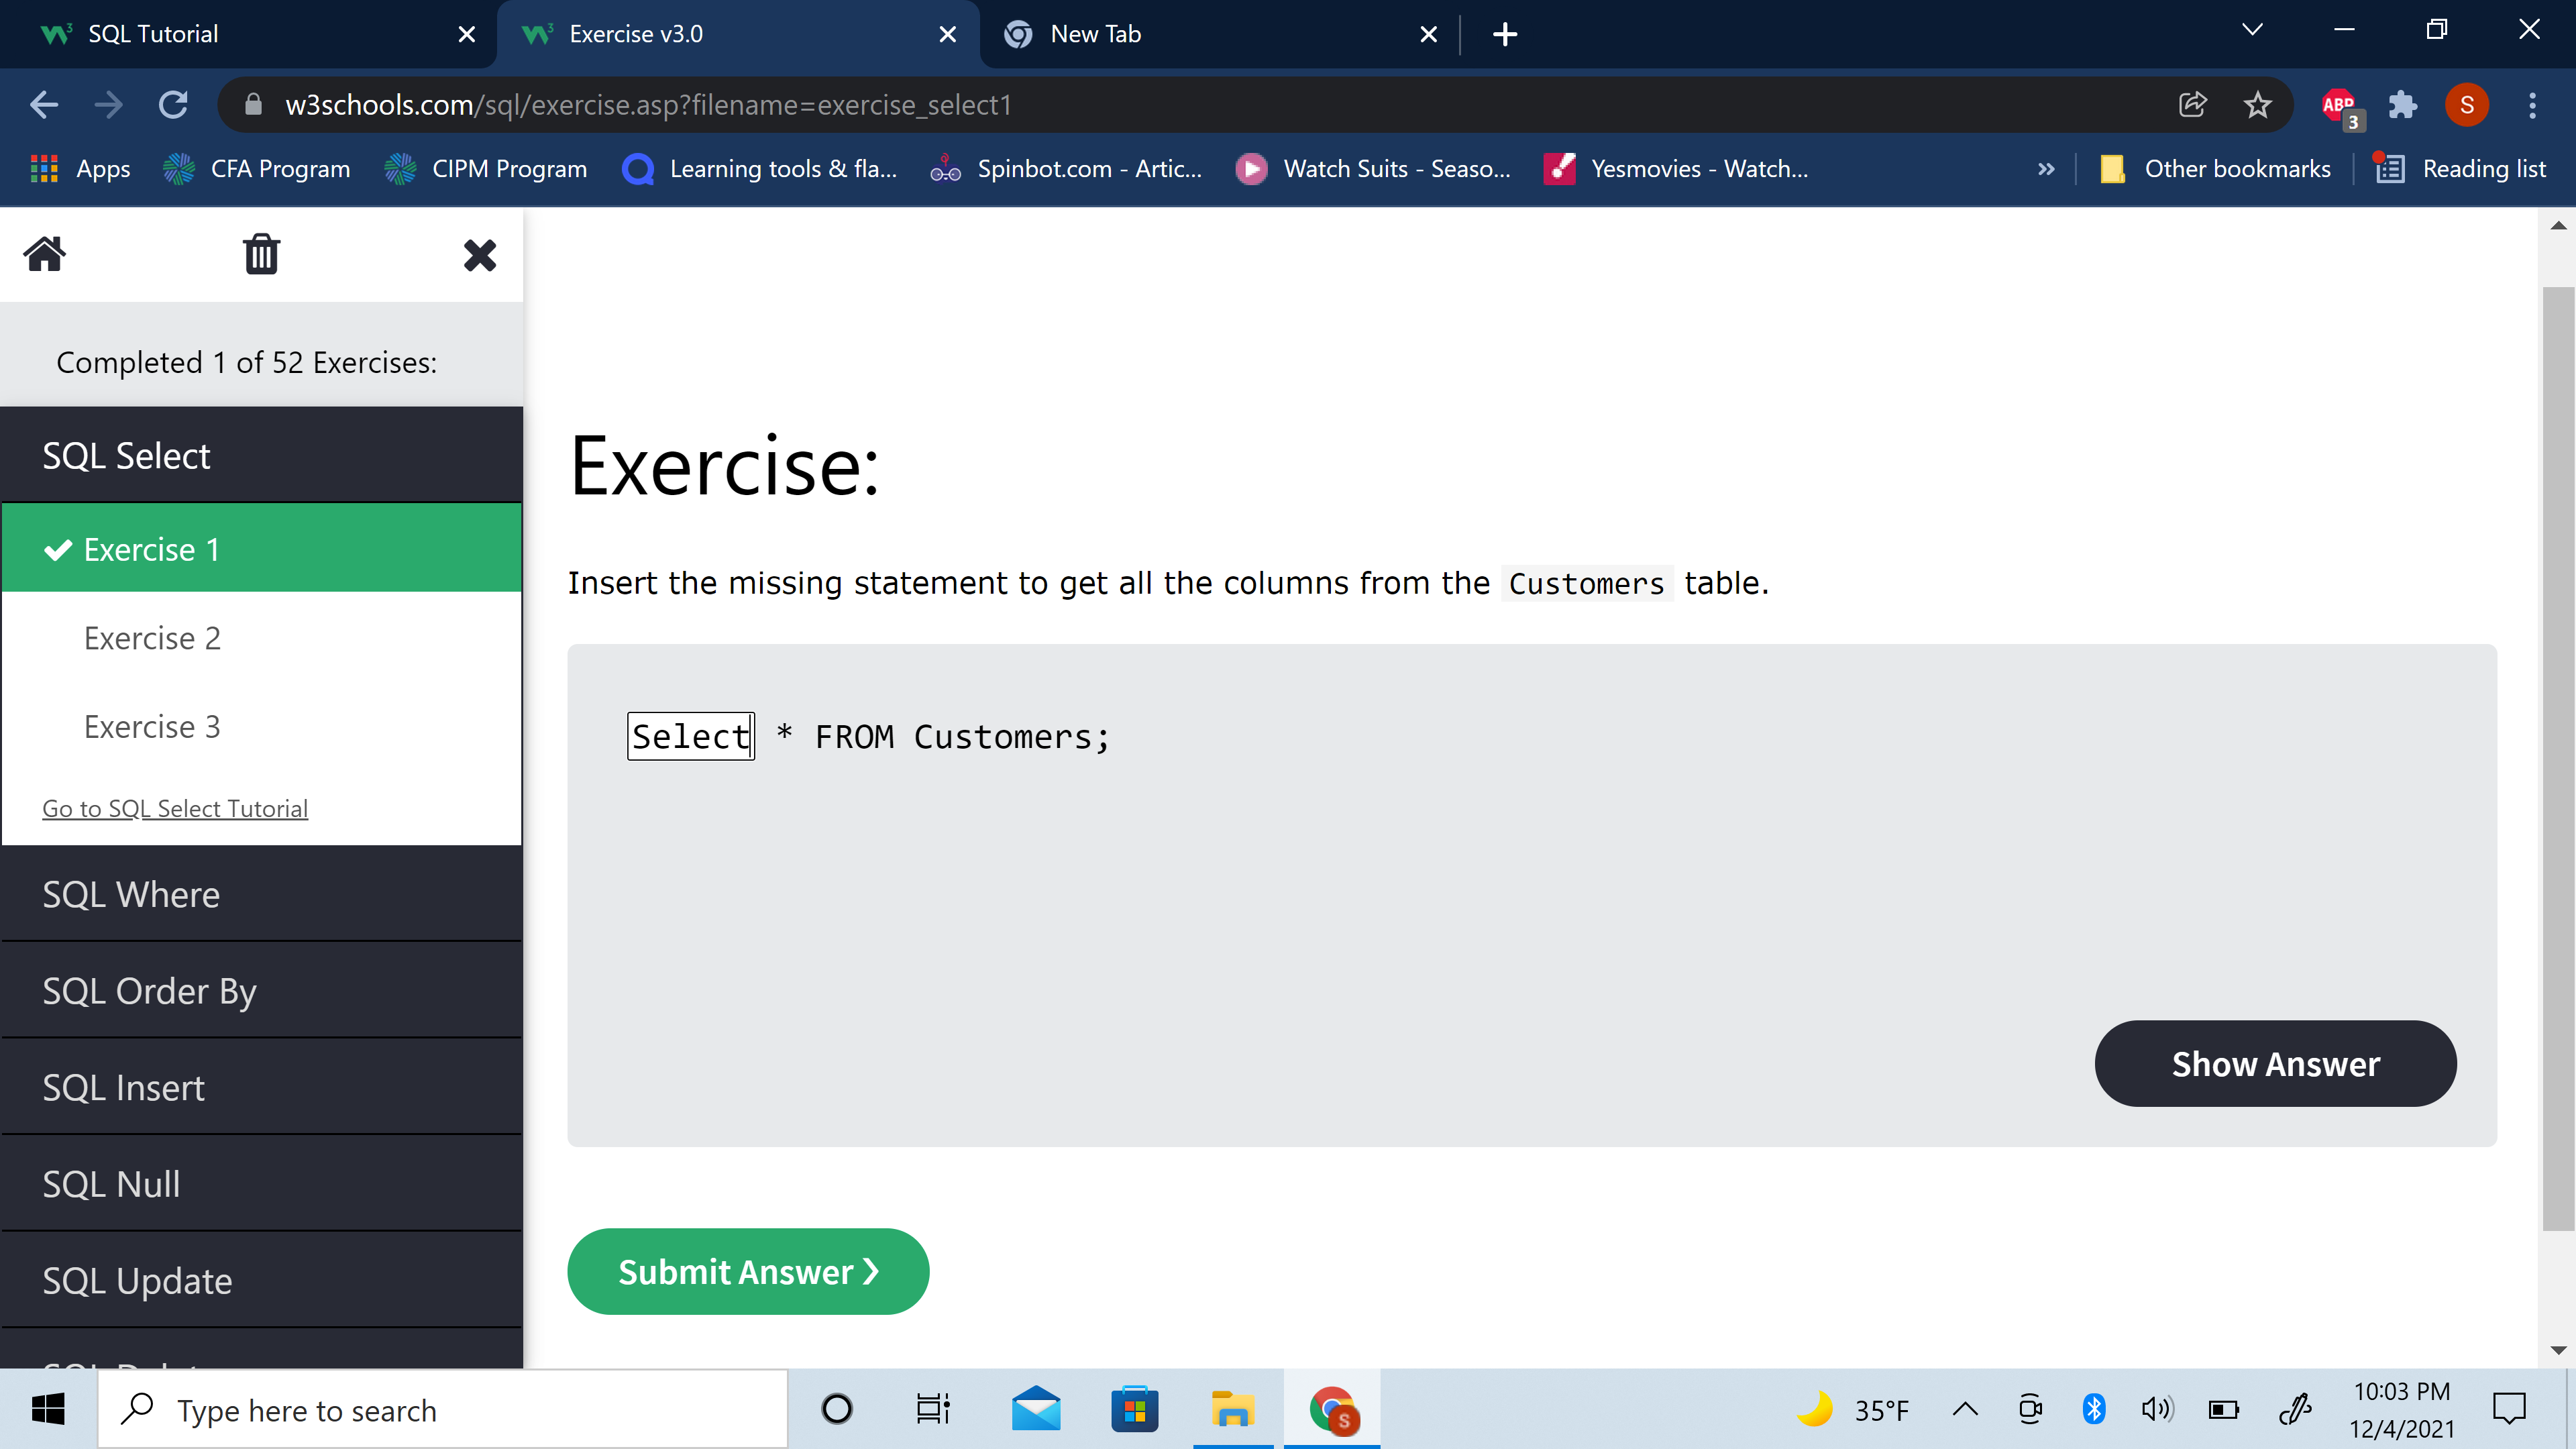 SQL Tutorial
Exercise v3.0
New Tab
w3schools.com/sql/exercise.asp?filename=exercise_select1
ABP
3
S
Apps
CFA Program
CIPM Program
Learning tools & fla...
Spinbot.com - Artic...
Watch Suits - Seaso...
Yesmovies - Watch...
»
Other bookmarks
Reading list
Completed 1 of 52 Exercises:
SQL Select
Exercise 1
Exercise 2
Exercise 3
Go to SQL Select Tutorial
SQL Where
SQL Order By
SQL Insert
SQL Null
SQL Update
Exercise:
Insert the missing statement to get all the columns from the Customers table.
Select * FROM Customers;
Show Answer
Submit Answer ❯
Type here to search
S
35°F
10:03 PM
12/4/2021